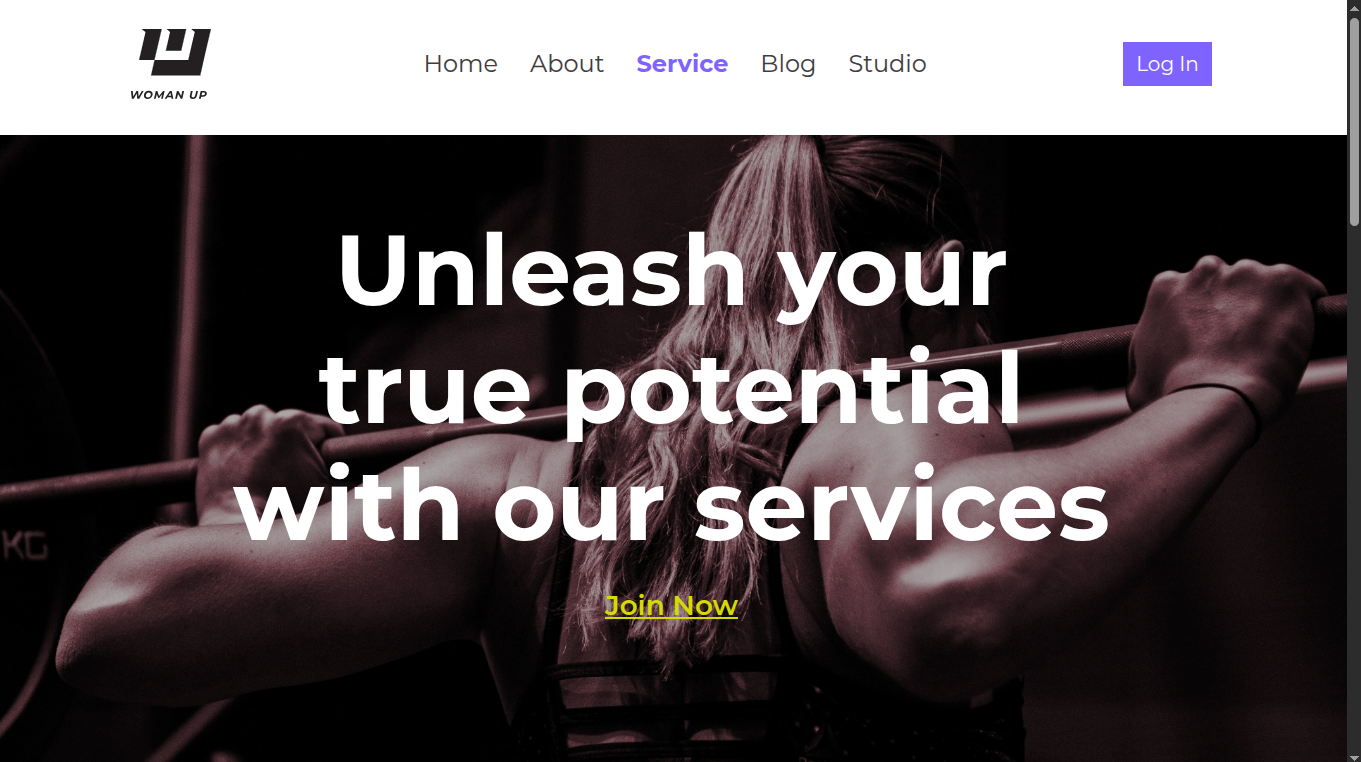 WOMAN UP
Home About Service Blog Studio
Log In
Unleash your
true potential
with our services
Join Now
KG